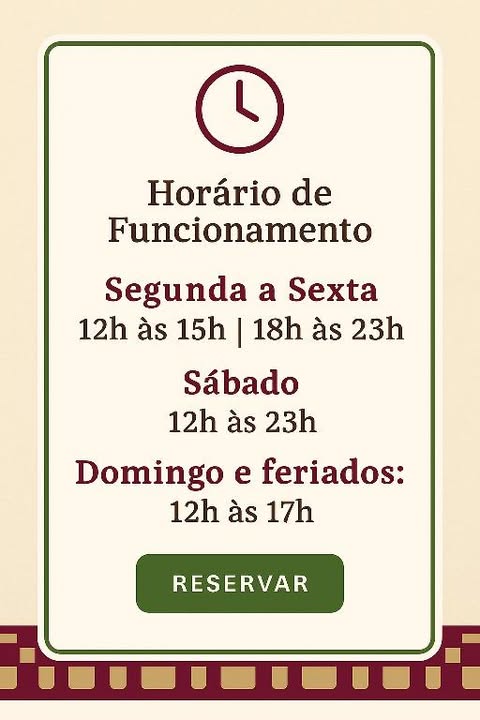 Horário de
Funcionamento
Segunda a Sexta
12h às 15h | 18h às 23h
Sábado
12h às 23h
Domingo e feriados:
12h às 17h
RESERVAR